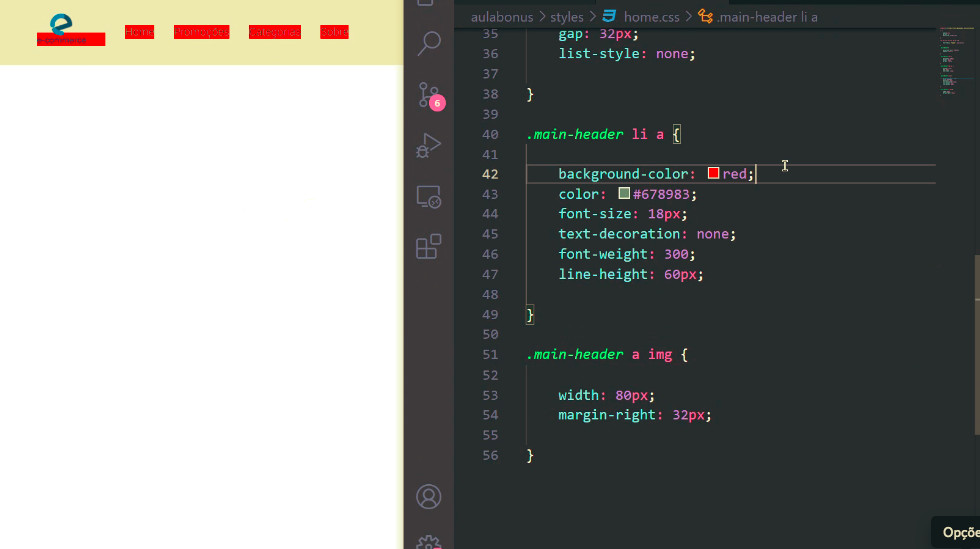 e-commerce
Home
Promoções
Categorias
Sobre
6
aulabonus > styles > home.css > .main-header li a
35 gap: 32px;
36 list-style: none;
37
38 }
39
40 .main-header li a {
41
42 background-color: red;
43 color: #678983;
44 font-size: 18px;
45 text-decoration: none;
46 font-weight: 300;
47 line-height: 60px;
48
49 }
50
51 .main-header a img {
52
53 width: 80px;
54 margin-right: 32px;
55
56 }
Opçõe